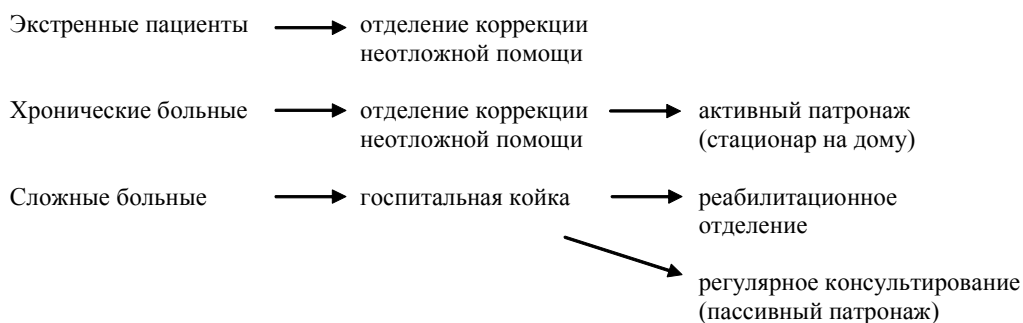 Экстренные пациенты отделение коррекции
неотложной помощи
Хронические больные отделение коррекции активный патронаж
неотложной помощи (стационар на дому)
Сложные больные госпитальная койка реабилитационное
отделение
регулярное консультирование
(пассивный патронаж)